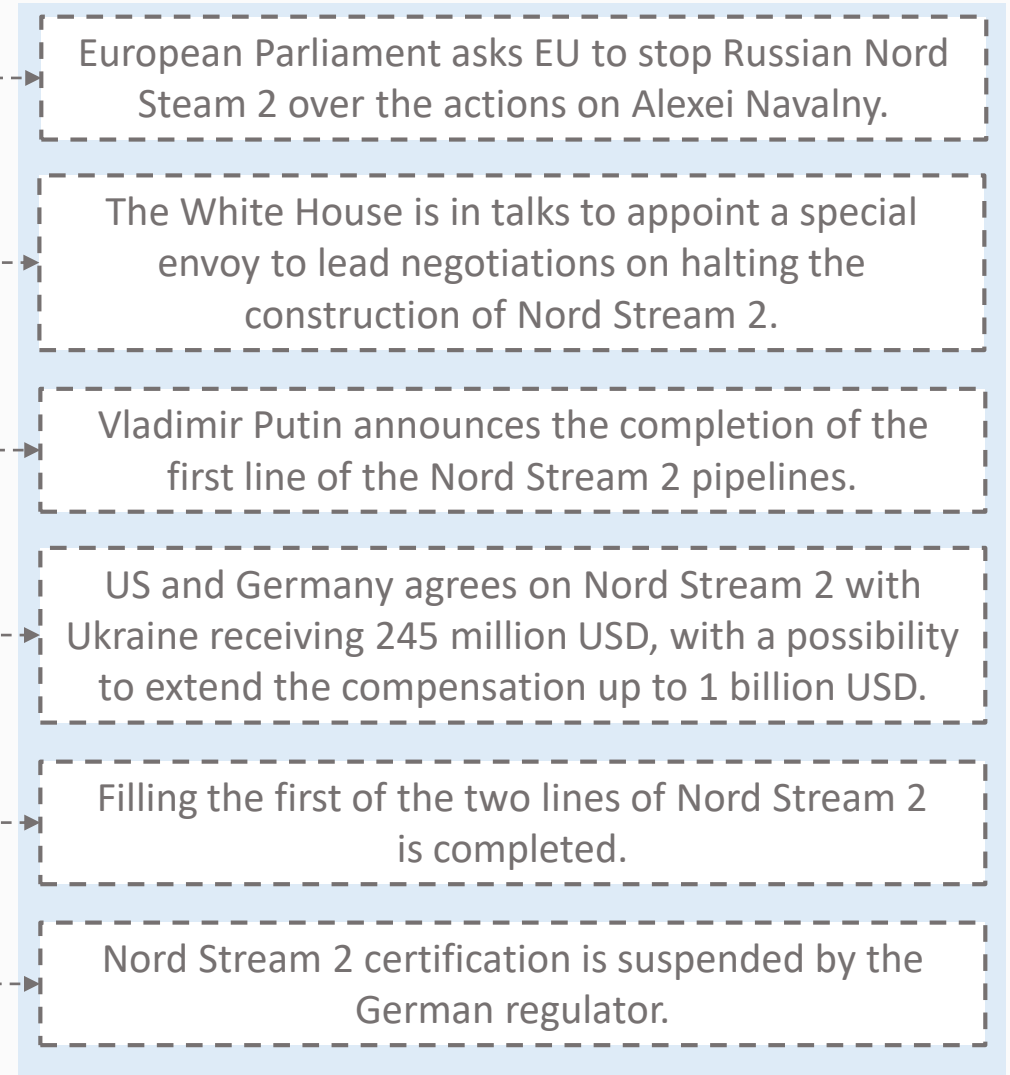 European Parliament asks EU to stop Russian Nord
Steam 2 over the actions on Alexei Navalny.
The White House is in talks to appoint a special
envoy to lead negotiations on halting the
construction of Nord Stream 2.
Vladimir Putin announces the completion of the
first line of the Nord Stream 2 pipelines.
US and Germany agrees on Nord Stream 2 with
Ukraine receiving 245 million USD, with a possibility
to extend the compensation up to 1 billion USD.
Filling the first of the two lines of Nord Stream 2
is completed.
Nord Stream 2 certification is suspended by the
German regulator.